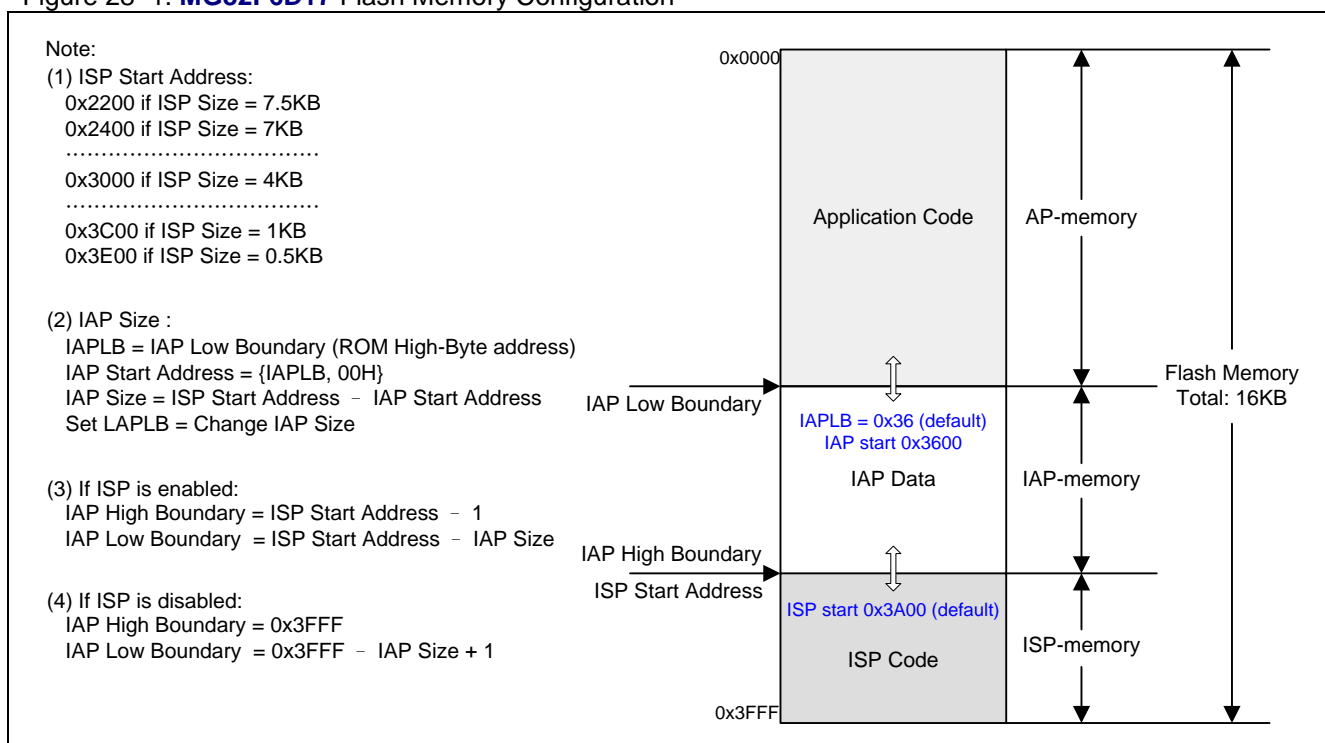 Note:
(1) ISP Start Address:
0x2200 if ISP Size = 7.5KB
0x2400 if ISP Size = 7KB
....................................
0x3000 if ISP Size = 4KB
....................................
0x3C00 if ISP Size = 1KB
0x3E00 if ISP Size = 0.5KB
(2) IAP Size :
IAPLB = IAP Low Boundary (ROM High-Byte address)
IAP Start Address = {IAPLB, 00H}
IAP Size = ISP Start Address – IAP Start Address
Set LAPLB = Change IAP Size
(3) If ISP is enabled:
IAP High Boundary = ISP Start Address – 1
IAP Low Boundary = ISP Start Address – IAP Size
(4) If ISP is disabled:
IAP High Boundary = 0x3FFF
IAP Low Boundary = 0x3FFF – IAP Size + 1
0x0000
Application Code
AP-memory
Flash Memory
Total: 16KB
IAP Low Boundary
IAPLB = 0x36 (default)
IAP start 0x3600
IAP Data
IAP-memory
IAP High Boundary
ISP Start Address
ISP start 0x3A00 (default)
ISP Code
ISP-memory
0x3FFF